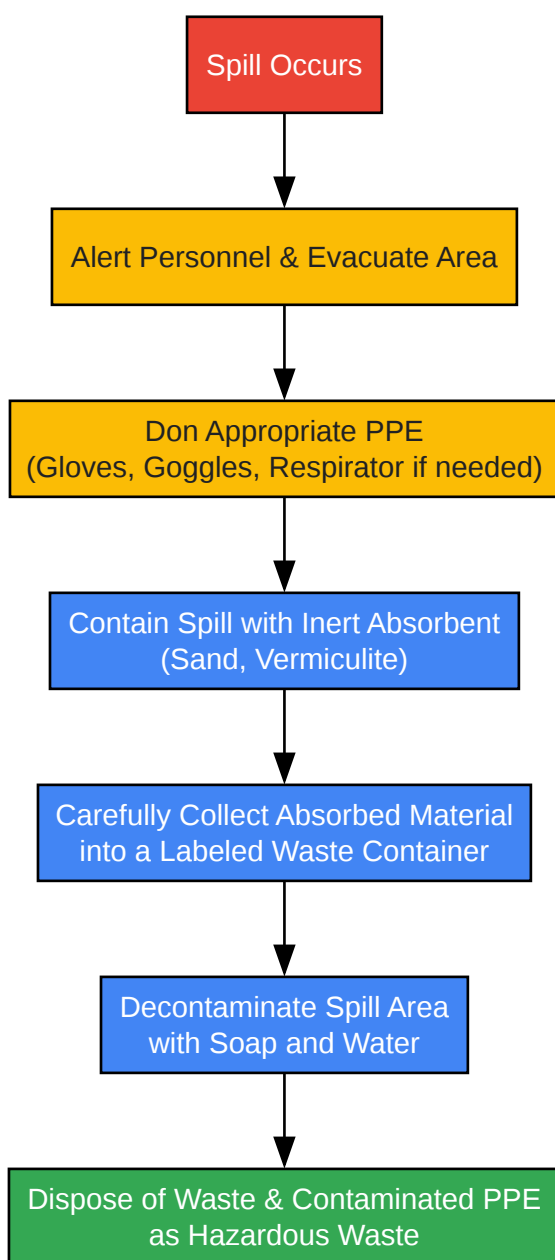 Spill Occurs
Alert Personnel & Evacuate Area
Don Appropriate PPE
(Gloves, Goggles, Respirator if needed)
Contain Spill with Inert Absorbent
(Sand, Vermiculite)
Carefully Collect Absorbed Material
into a Labeled Waste Container
Decontaminate Spill Area
with Soap and Water
Dispose of Waste & Contaminated PPE
as Hazardous Waste